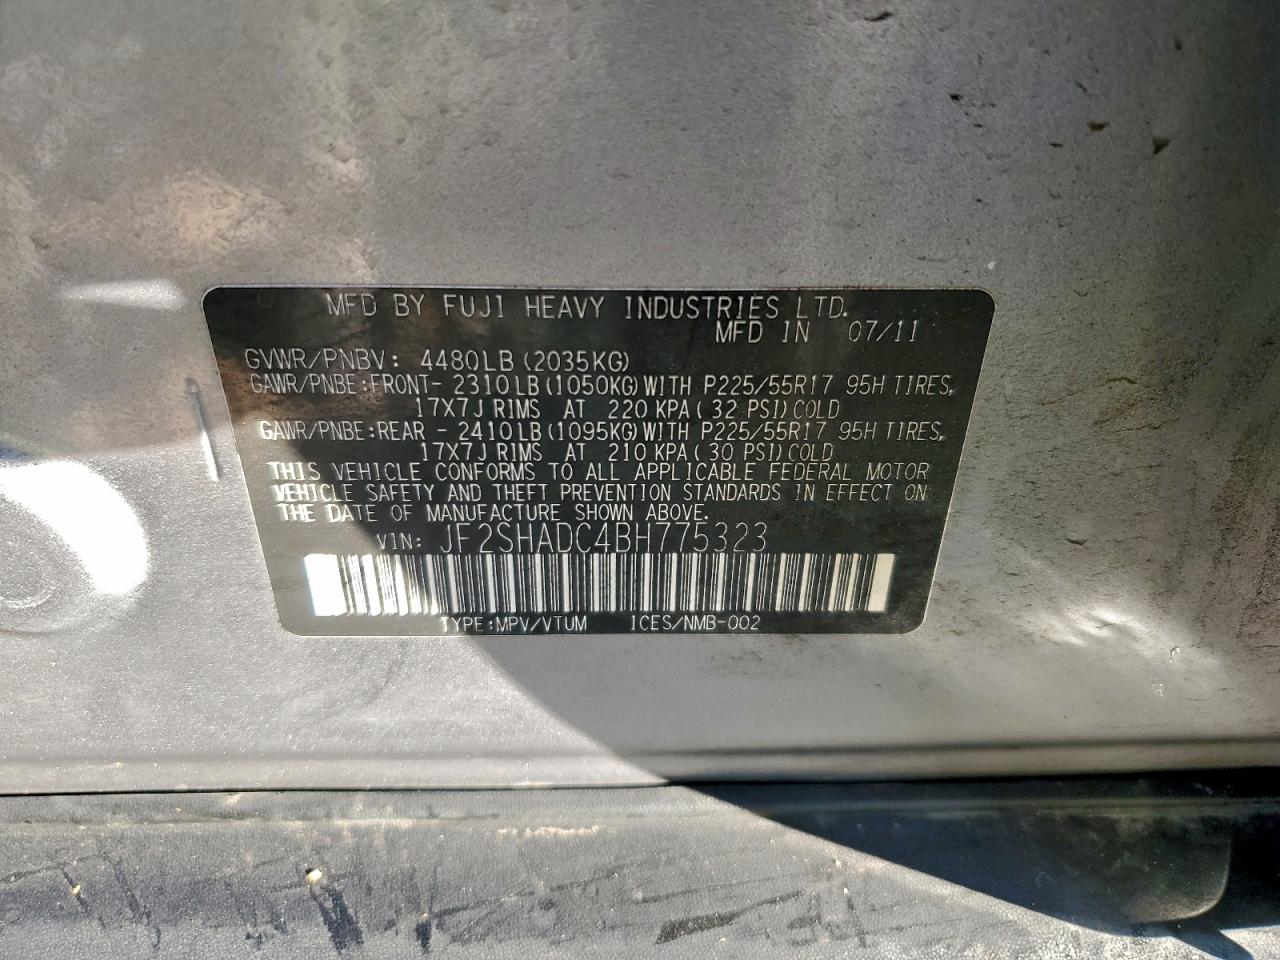 MFD BY FUJI HEAVY INDUSTRIES LTD.
MFD IN 07/11
GVWR/PNBV: 4480LB (2035KG)
GAWR/PNBE:FRONT- 2310LB (1050KG) WITH P225/55R17 95H TIRES,
17X7J RIMS AT 220 KPA ( 32 PSI) COLD
GAWR/PNBE:REAR - 2410LB (1095KG) WITH P225/55R17 95H TIRES,
17X7J RIMS AT 210 KPA ( 30 PSI) COLD
THIS VEHICLE CONFORMS TO ALL APPLICABLE FEDERAL MOTOR
VEHICLE SAFETY AND THEFT PREVENTION STANDARDS IN EFFECT ON
THE DATE OF MANUFACTURE SHOWN ABOVE.
VIN: JF2SHADC4BH775323
TYPE:MPV/VTUM ICES/NMB-002